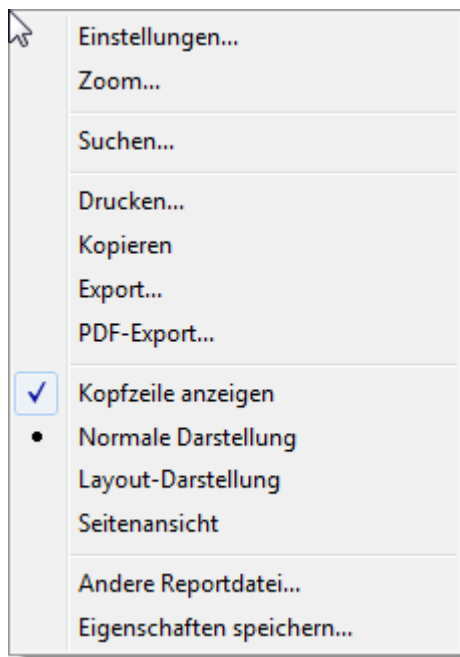 Einstellungen...
Zoom...
Suchen...
Drucken...
Kopieren
Export...
PDF-Export...
Kopfzeile anzeigen
Normale Darstellung
Layout-Darstellung
Seitenansicht
Andere Reportdatei...
Eigenschaften speichern...